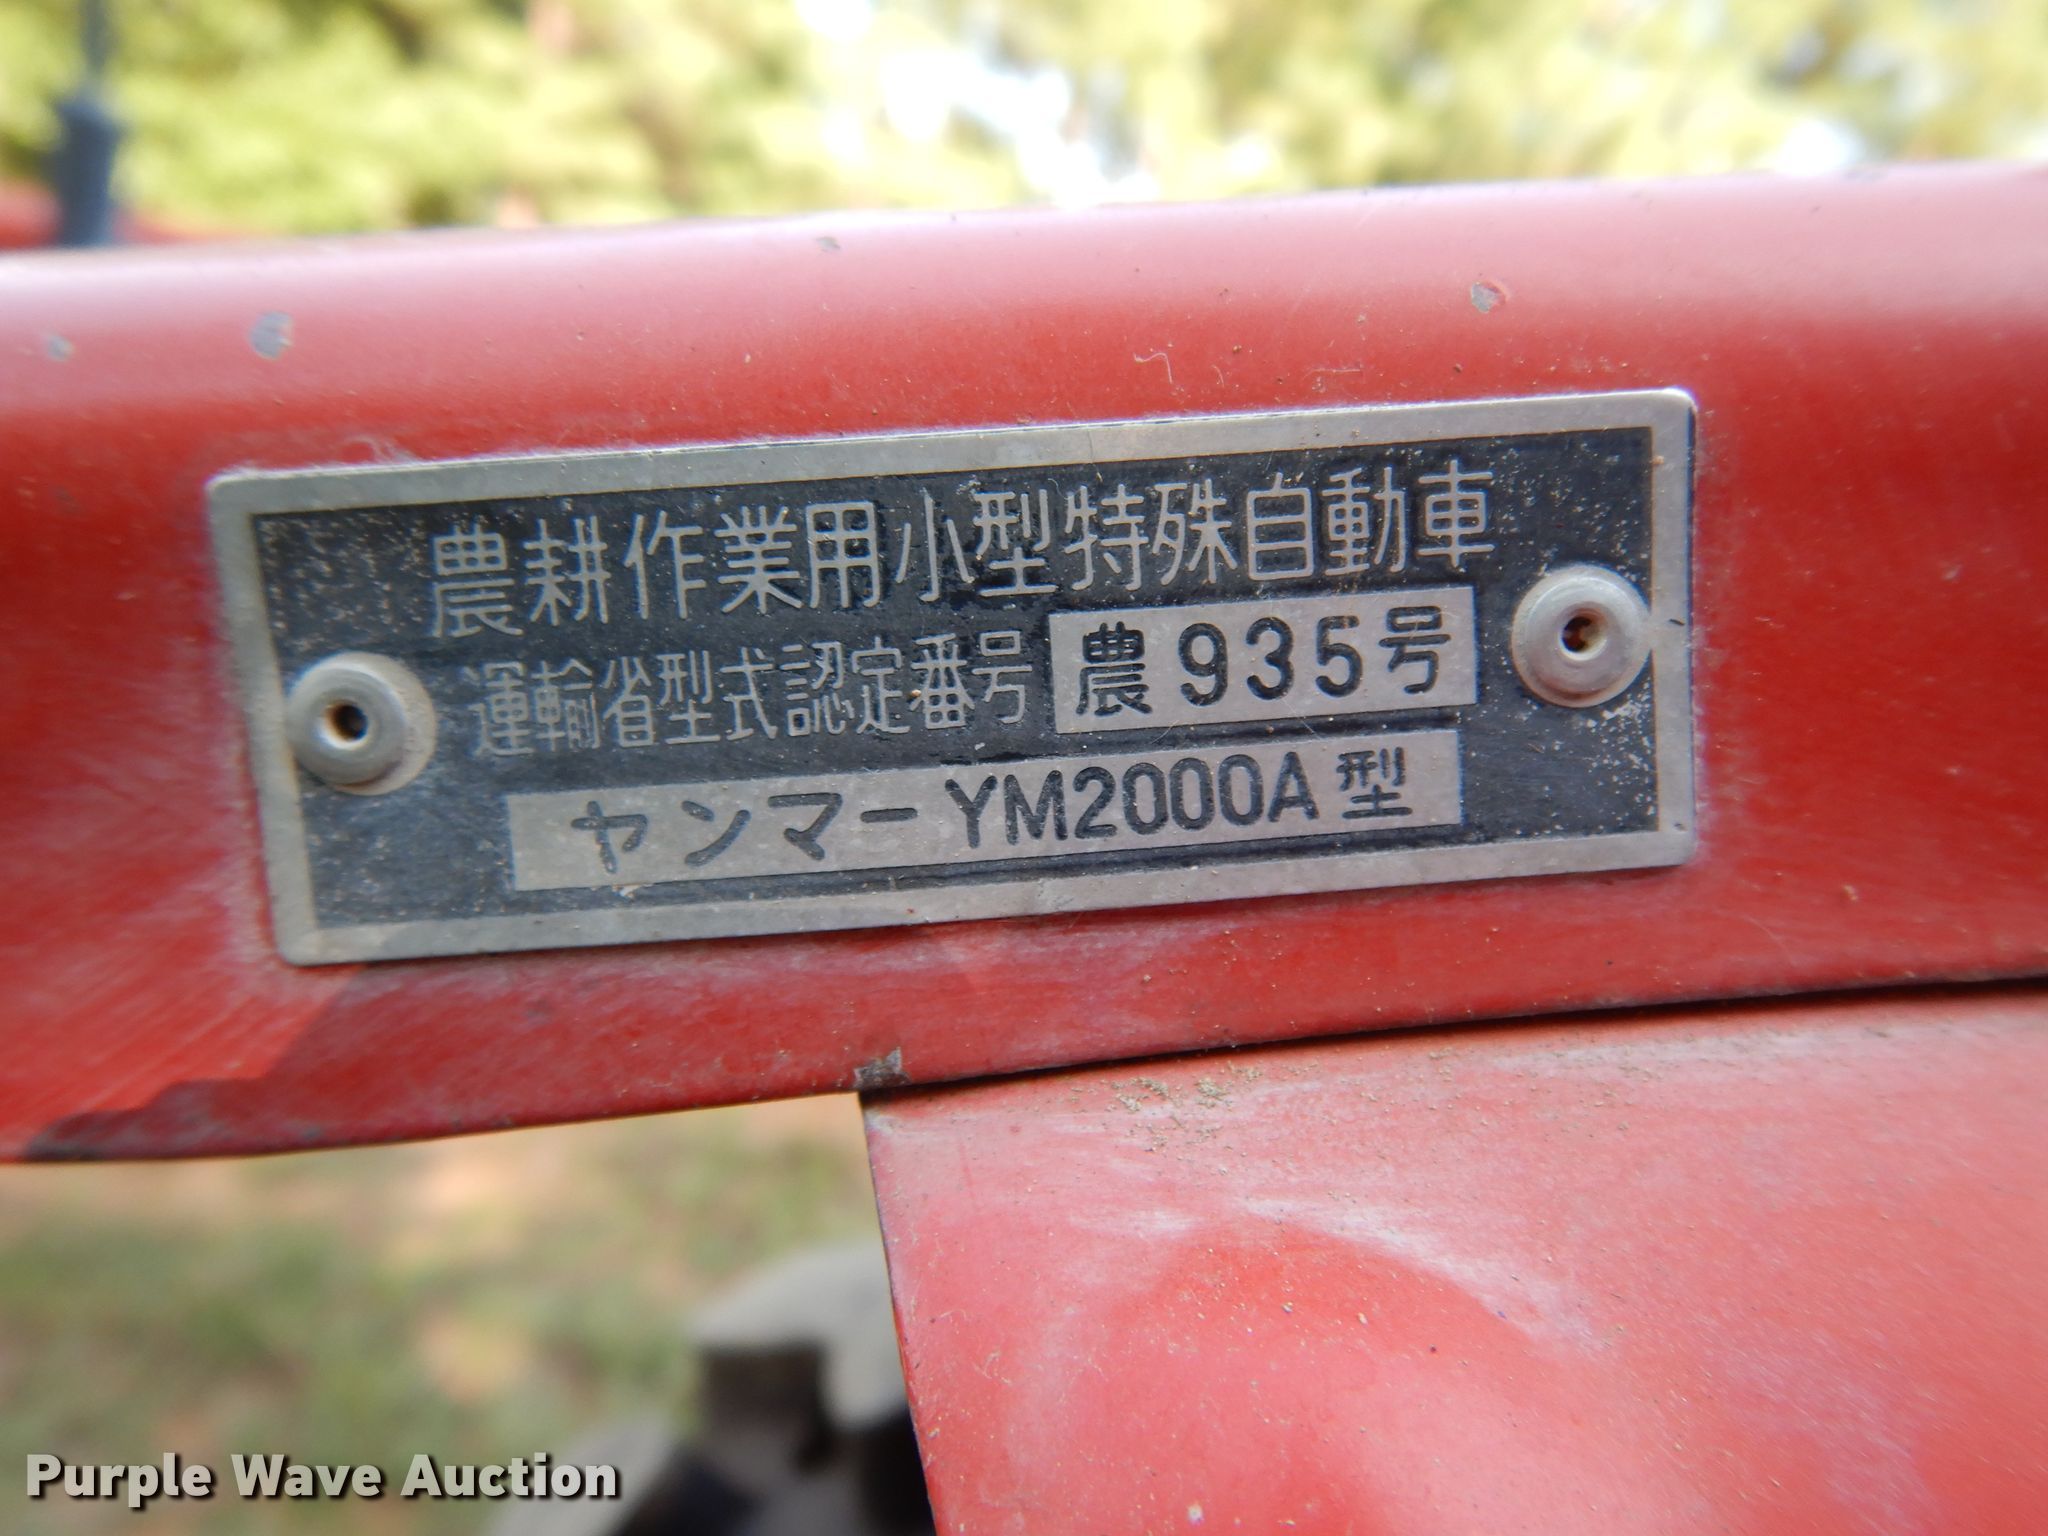 農耕作業用小型特殊自動車
運輸省型式認定番号 農935号
ヤンマーYM2000A型
Purple Wave Auction